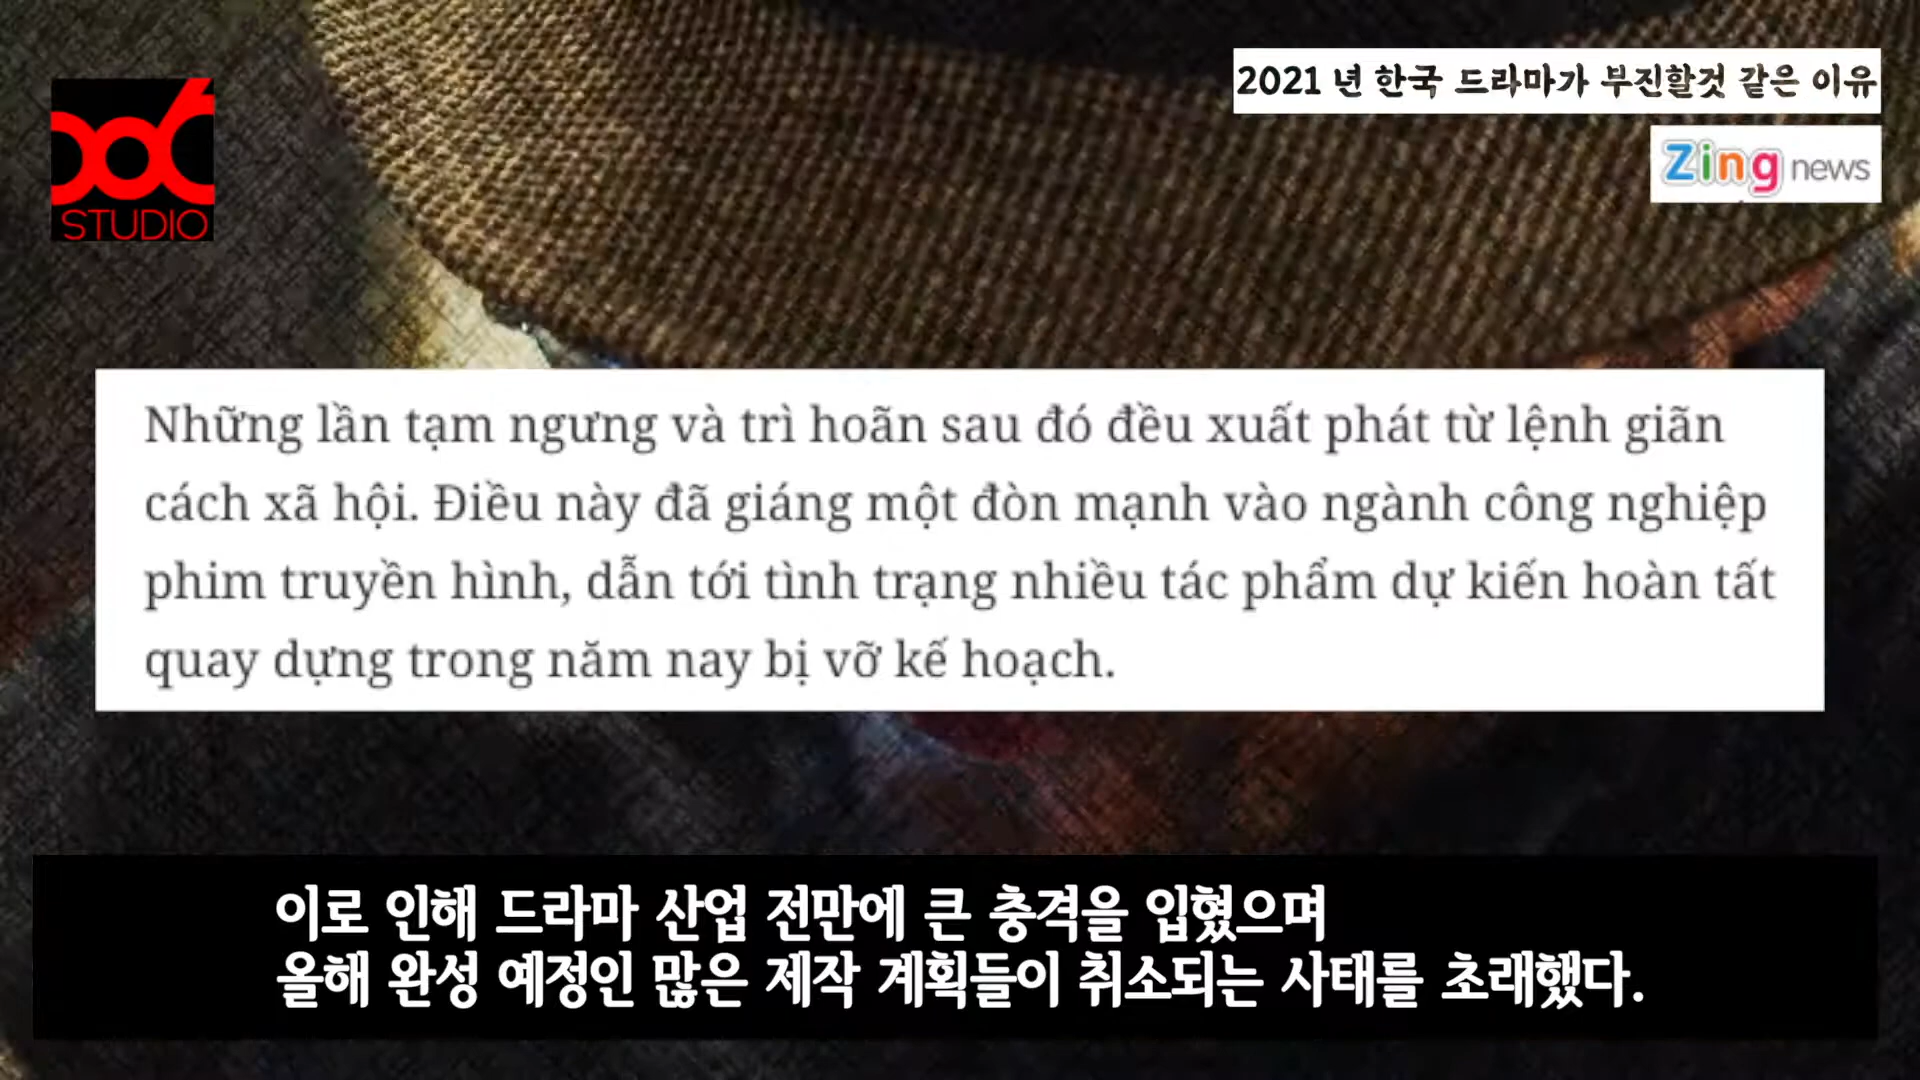 STUDIO
2021 년 한국 드라마가 부진할것 같은 이유
Zing news
Những lần tạm ngưng và trì hoãn sau đó đều xuất phát từ lệnh giãn
cách xã hội. Điều này đã giáng một đòn mạnh vào ngành công nghiệp
phim truyền hình, dẫn tới tình trạng nhiều tác phẩm dự kiến hoàn tất
quay dựng trong năm nay bị vỡ kế hoạch.
이로 인해 드라마 산업 전만에 큰 충격을 입혔으며
올해 완성 예정인 많은 제작 계획들이 취소되는 사태를 초래했다.